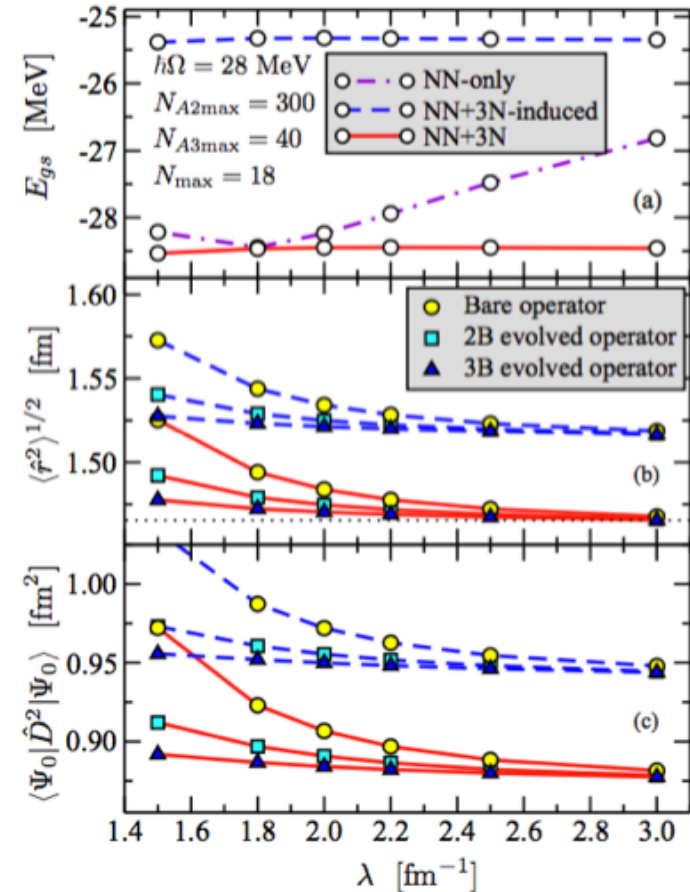 -25
-26
-27
-28
E_gs [MeV]
ħΩ = 28 MeV
N_A2max = 300
N_A3max = 40
N_max = 18
NN-only
NN+3N-induced
NN+3N
(a)
1.60
1.55
1.50
⟨r̂²⟩^1/2 [fm]
Bare operator
2B evolved operator
3B evolved operator
(b)
1.00
0.95
0.90
⟨Ψ₀|D̂²|Ψ₀⟩ [fm²]
(c)
1.4 1.6 1.8 2.0 2.2 2.4 2.6 2.8 3.0
λ [fm⁻¹]